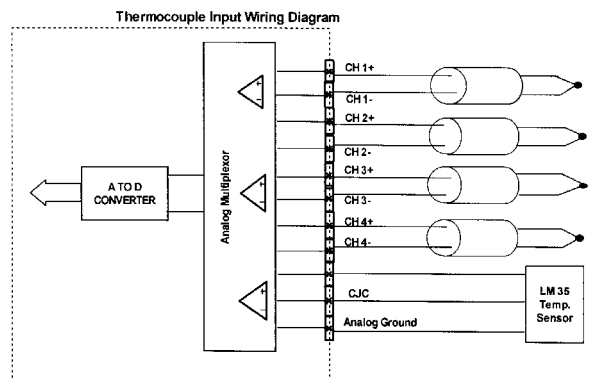 Thermocouple Input Wiring Diagram
CH 1+
CH 1-
CH 2+
CH 2-
CH 3+
CH 3-
CH 4+
CH 4-
CJC
Analog Ground
A TO D
CONVERTER
Analog Multiplexor
+
−
+
−
+
−
LM 35
Temp.
Sensor